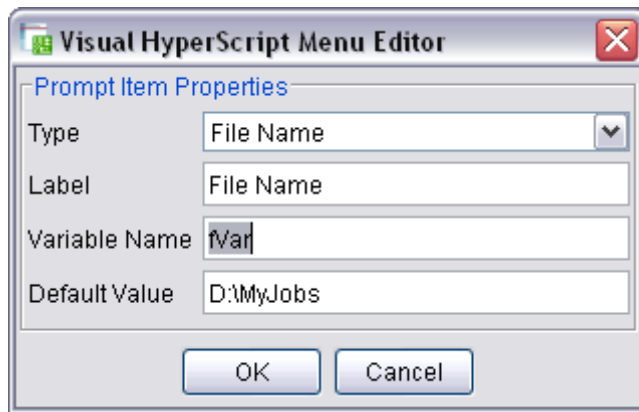 Visual HyperScript Menu Editor
Prompt Item Properties
Type File Name
Label File Name
Variable Name fVar
Default Value D:\MyJobs
OK Cancel